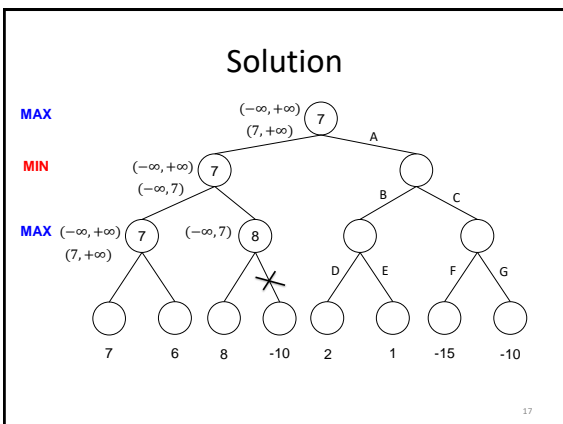 Solution
MAX
(−∞, +∞)
7
(7, +∞)
A
MIN
(−∞, +∞)
7
(−∞, 7)
B
C
MAX
(−∞, +∞)
7
(−∞, 7)
8
(7, +∞)
D
E
F
G
7
6
8
-10
2
1
-15
-10
17